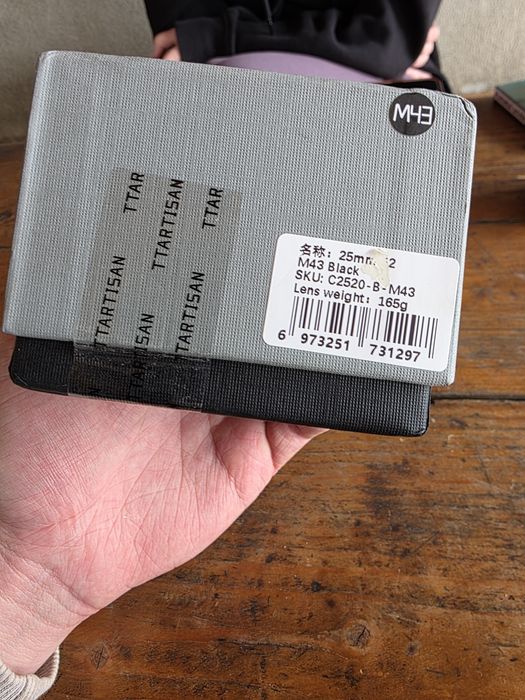 M43
TTARTISAN
TTARTISAN
TTARTISAN
TTARTISAN
TTAR
TTAR
名称：25mm
M43 Black
SKU: C2520-B-M43
Lens weight：165g
6 973251 731297